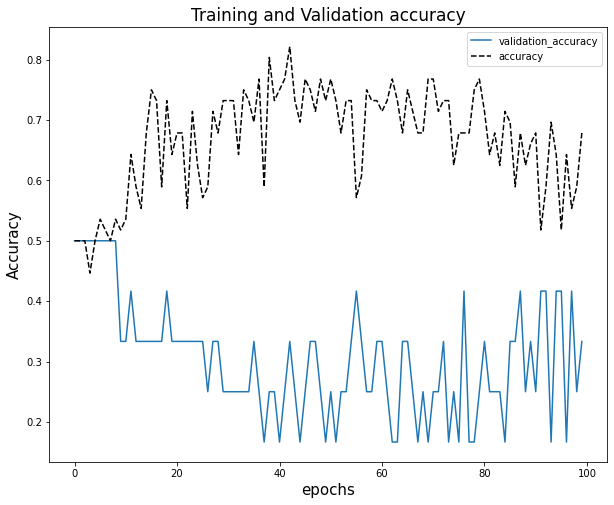 Training and Validation accuracy
validation_accuracy
accuracy
0.8
0.7
0.6
0.5
0.4
0.3
0.2
Accuracy
0 20 40 60 80 100
epochs